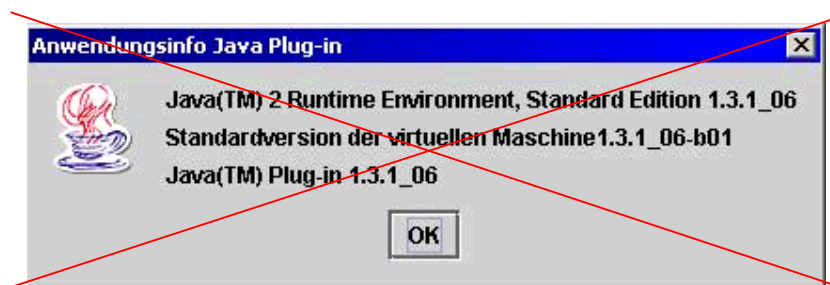 Anwendungsinfo Java Plug-in
Java(TM) 2 Runtime Environment, Standard Edition 1.3.1_06
Standardversion der virtuellen Maschine1.3.1_06-b01
Java(TM) Plug-in 1.3.1_06
OK